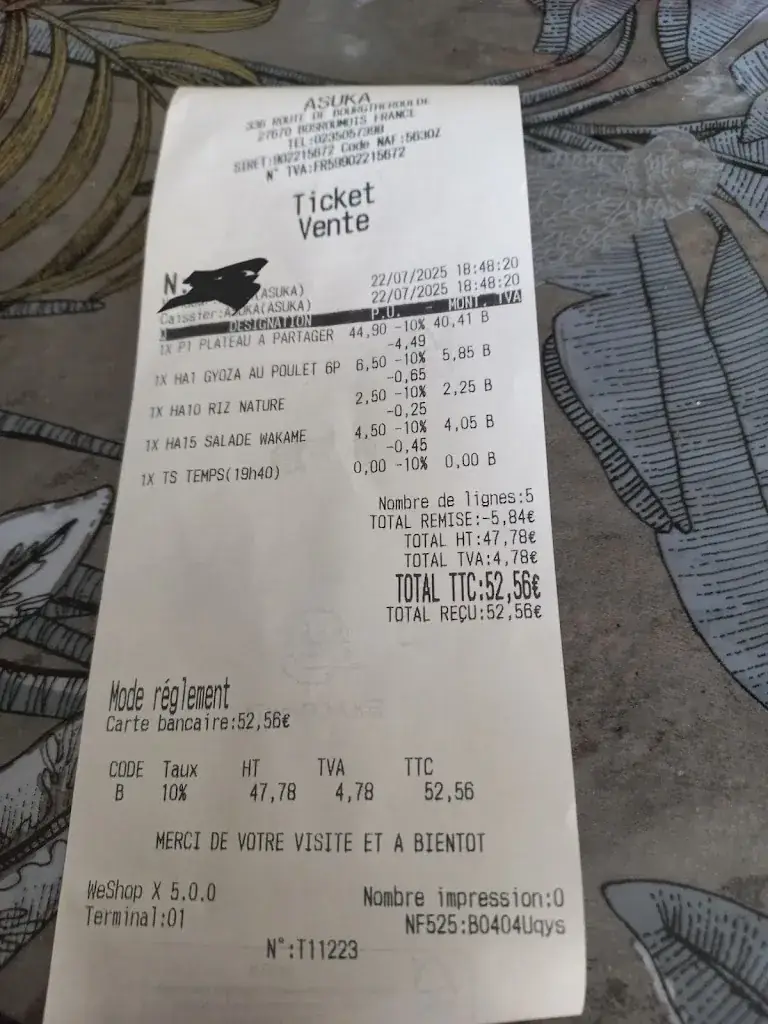 ASUKA
336 ROUTE DE BOURGTHEROULDE
27670 BOSROUMOIS FRANCE
TEL:0235057398
SIRET:902215672 Code NAF:5630Z
N° TVA:FR59902215672
Ticket
Vente
N.
22/07/2025 18:48:20
(ASUKA)
22/07/2025 18:48:20
Caissier:ASUKA(ASUKA)
Q DESIGNATION P.U. - MONT. TVA
1X P1 PLATEAU A PARTAGER 44,90 -10% 40,41 B
-4,49
1X HA1 GYOZA AU POULET 6P 6,50 -10% 5,85 B
-0,65
1X HA10 RIZ NATURE 2,50 -10% 2,25 B
-0,25
1X HA15 SALADE WAKAME 4,50 -10% 4,05 B
-0,45
1X TS TEMPS(19h40) 0,00 -10% 0,00 B
Nombre de lignes:5
TOTAL REMISE:-5,84€
TOTAL HT:47,78€
TOTAL TVA:4,78€
TOTAL TTC:52,56€
TOTAL REÇU:52,56€
Mode réglement
Carte bancaire:52,56€
CODE Taux HT TVA TTC
B 10% 47,78 4,78 52,56
MERCI DE VOTRE VISITE ET A BIENTOT
WeShop X 5.0.0 Nombre impression:0
Terminal:01 NF525:B0404Uqys
N°:T11223